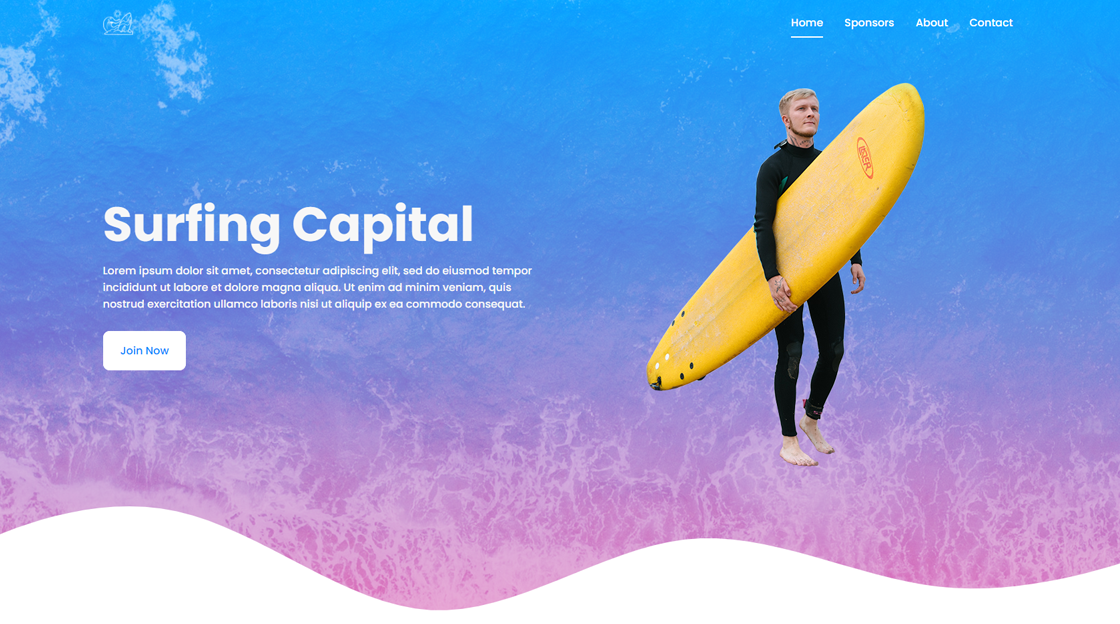 Home Sponsors About Contact
Surfing Capital
Lorem ipsum dolor sit amet, consectetur adipiscing elit, sed do eiusmod tempor
incididunt ut labore et dolore magna aliqua. Ut enim ad minim veniam, quis
nostrud exercitation ullamco laboris nisi ut aliquip ex ea commodo consequat.
Join Now